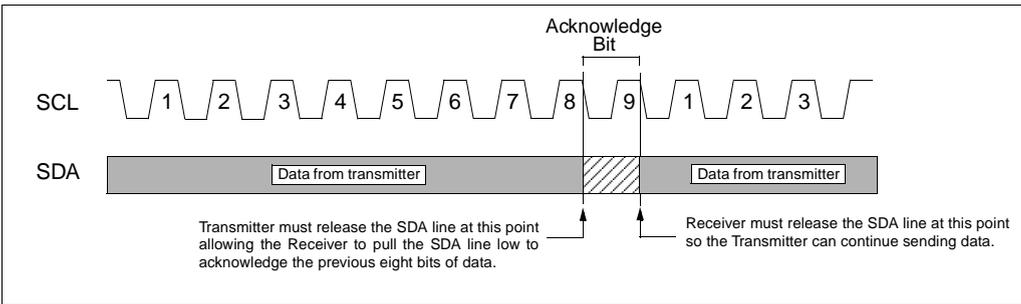 Acknowledge
Bit
SCL
1 2 3 4 5 6 7 8 9 1 2 3
SDA
Data from transmitter
Data from transmitter
Transmitter must release the SDA line at this point
allowing the Receiver to pull the SDA line low to
acknowledge the previous eight bits of data.
Receiver must release the SDA line at this point
so the Transmitter can continue sending data.